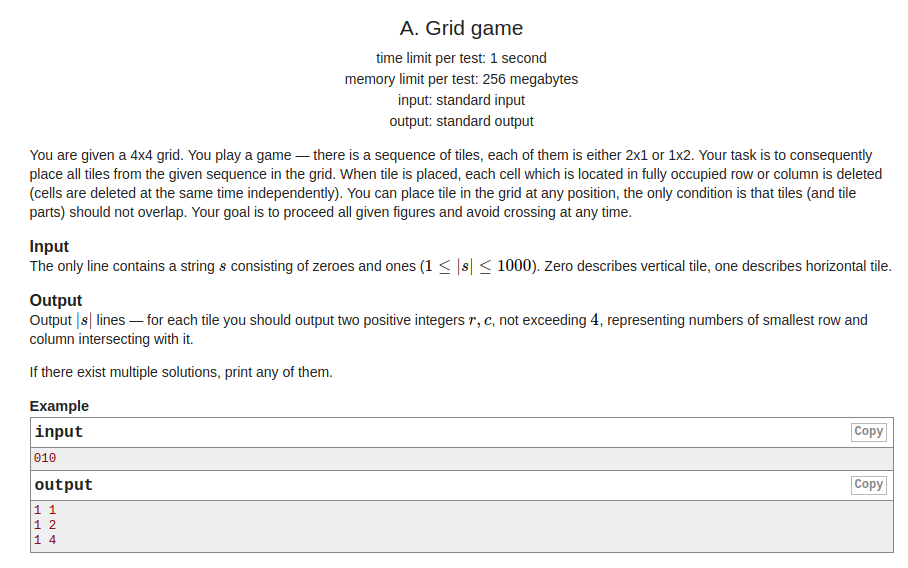 A. Grid game
time limit per test: 1 second
memory limit per test: 256 megabytes
input: standard input
output: standard output
You are given a 4x4 grid. You play a game — there is a sequence of tiles, each of them is either 2x1 or 1x2. Your task is to consequently
place all tiles from the given sequence in the grid. When tile is placed, each cell which is located in fully occupied row or column is deleted
(cells are deleted at the same time independently). You can place tile in the grid at any position, the only condition is that tiles (and tile
parts) should not overlap. Your goal is to proceed all given figures and avoid crossing at any time.
Input
The only line contains a string s consisting of zeroes and ones (1 ≤ |s| ≤ 1000). Zero describes vertical tile, one describes horizontal tile.
Output
Output |s| lines — for each tile you should output two positive integers r, c, not exceeding 4, representing numbers of smallest row and
column intersecting with it.
If there exist multiple solutions, print any of them.
Example
input
Copy
010
output
Copy
1 1
1 2
1 4